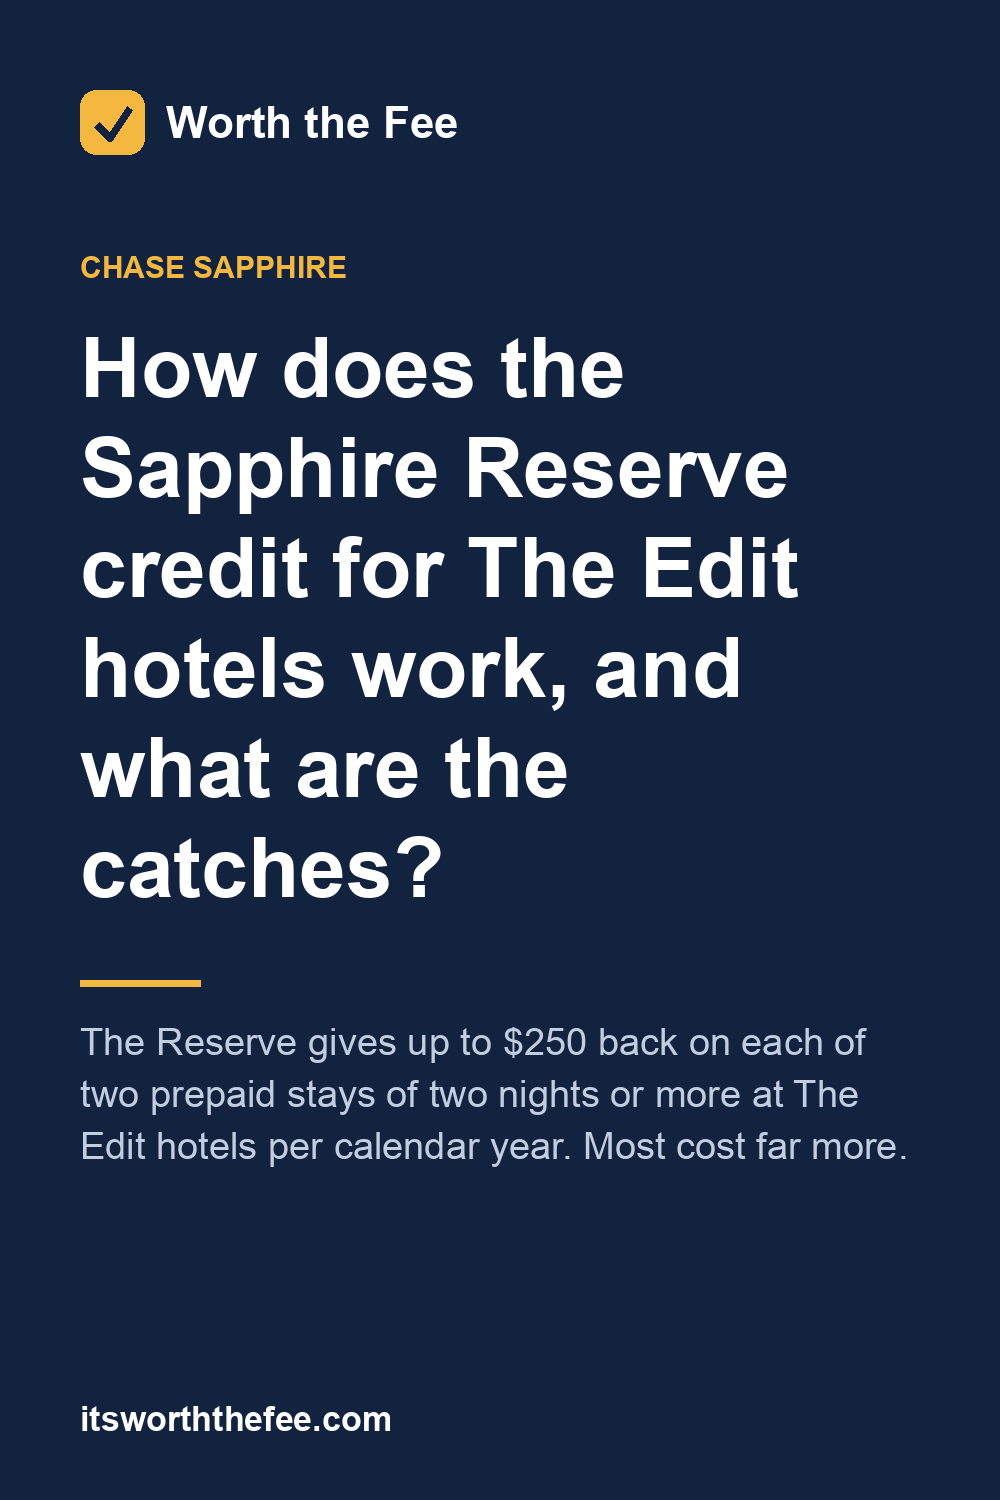 Worth the Fee
CHASE SAPPHIRE
How does the
Sapphire Reserve
credit for The Edit
hotels work, and
what are the
catches?
The Reserve gives up to $250 back on each of
two prepaid stays of two nights or more at The
Edit hotels per calendar year. Most cost far more.
itsworththefee.com